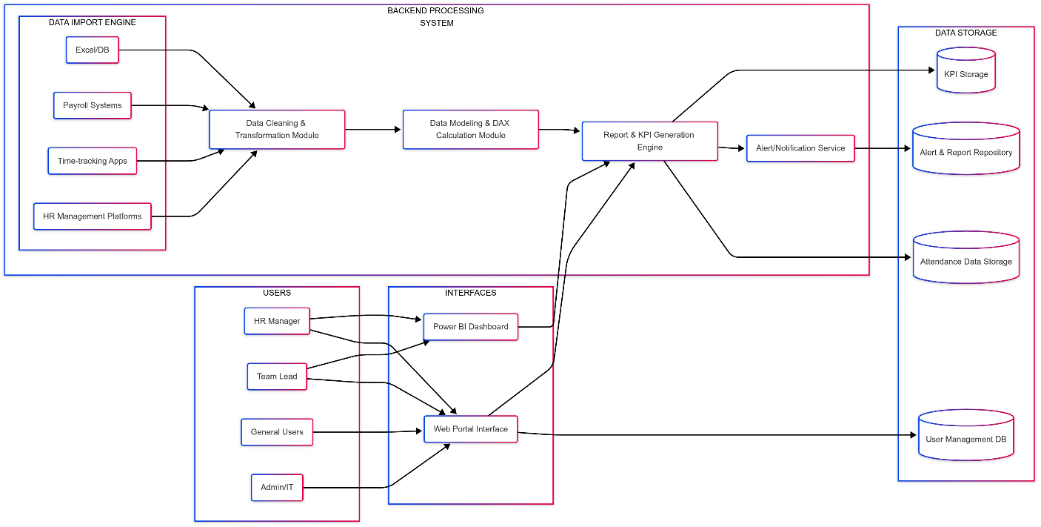 BACKEND PROCESSING
SYSTEM
DATA IMPORT ENGINE
Excel/DB
Payroll Systems
Time-tracking Apps
HR Management Platforms
Data Cleaning &
Transformation Module
Data Modeling & DAX
Calculation Module
Report & KPI Generation
Engine
Alert/Notification Service
DATA STORAGE
KPI Storage
Alert & Report Repository
Attendance Data Storage
User Management DB
USERS
HR Manager
Team Lead
General Users
Admin/IT
INTERFACES
Power BI Dashboard
Web Portal Interface